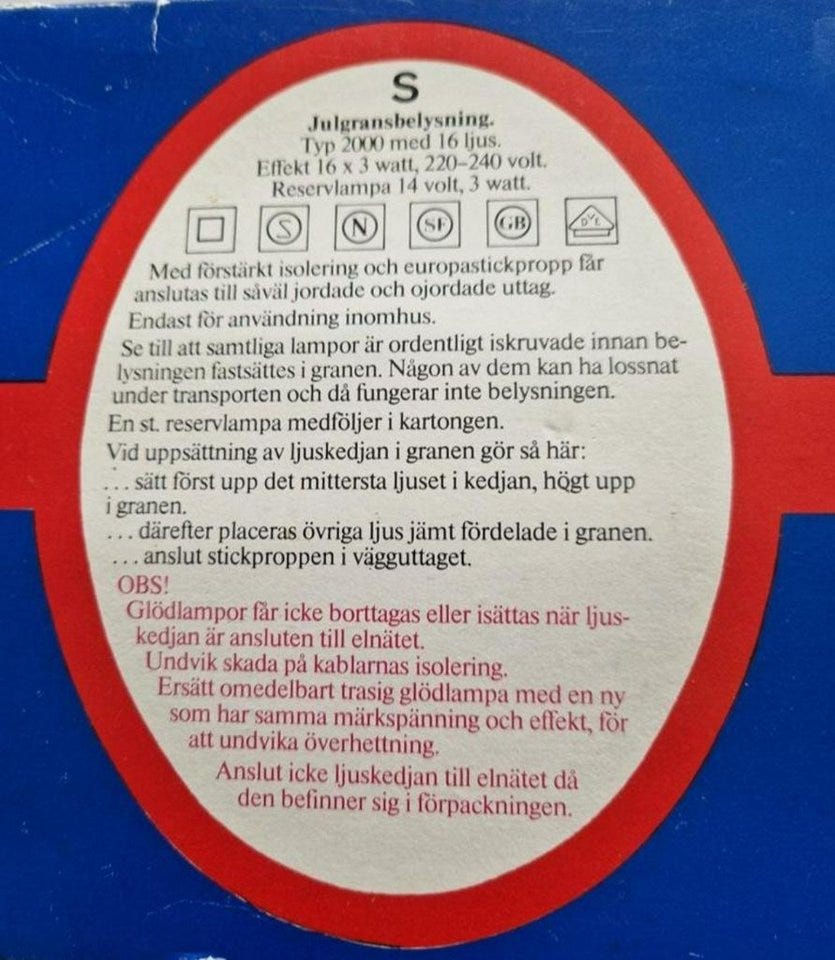 S
Julgransbelysning.
Typ 2000 med 16 ljus.
Effekt 16 x 3 watt, 220–240 volt.
Reservlampa 14 volt, 3 watt.
S N SF GB DVE
Med förstärkt isolering och europastickpropp får
anslutas till såväl jordade och ojordade uttag.
Endast för användning inomhus.
Se till att samtliga lampor är ordentligt iskruvade innan be-
lysningen fastsättes i granen. Någon av dem kan ha lossnat
under transporten och då fungerar inte belysningen.
En st. reservlampa medföljer i kartongen.
Vid uppsättning av ljuskedjan i granen gör så här:
... sätt först upp det mittersta ljuset i kedjan, högt upp
i granen.
... därefter placeras övriga ljus jämt fördelade i granen.
... anslut stickproppen i vägguttaget.
OBS!
Glödlampor får icke borttagas eller isättas när ljus-
kedjan är ansluten till elnätet.
Undvik skada på kablarnas isolering.
Ersätt omedelbart trasig glödlampa med en ny
som har samma märkspänning och effekt, för
att undvika överhettning.
Anslut icke ljuskedjan till elnätet då
den befinner sig i förpackningen.